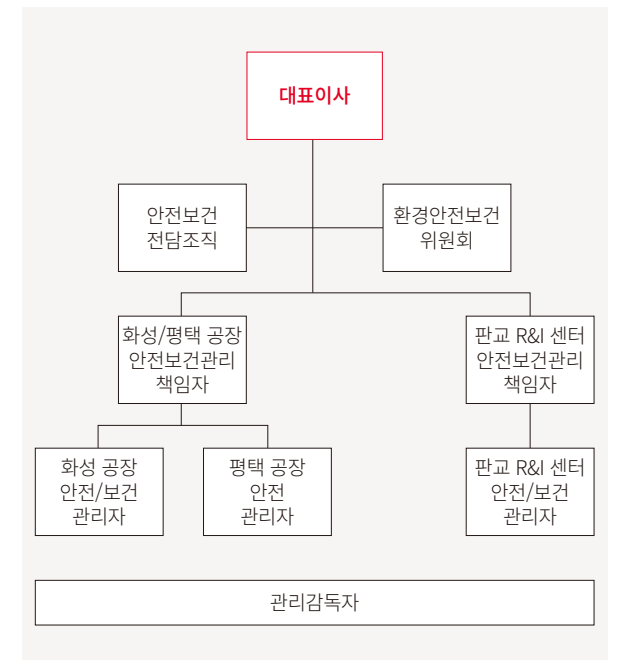 대표이사
안전보건
전담조직
환경안전보건
위원회
화성/평택 공장
안전보건관리
책임자
판교 R&I 센터
안전보건관리
책임자
화성 공장
안전/보건
관리자
평택 공장
안전
관리자
판교 R&I 센터
안전/보건
관리자
관리감독자